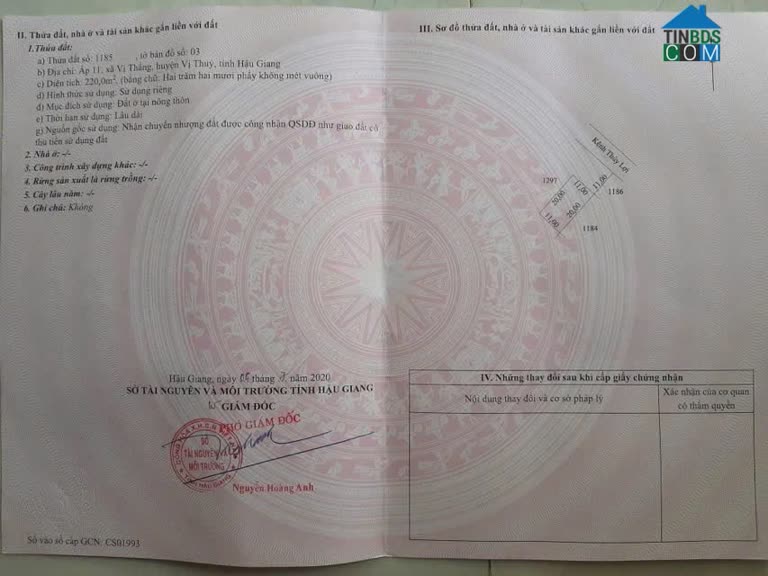 II. Thửa đất, nhà ở và tài sản khác gắn liền với đất
1. Thửa đất:
a) Thửa đất số: 1185 , tờ bản đồ số: 03
b) Địa chỉ: Ấp 11, xã Vị Thắng, huyện Vị Thuỷ, tỉnh Hậu Giang
c) Diện tích: 220,0m², (bằng chữ: Hai trăm hai mươi phẩy không mét vuông)
d) Hình thức sử dụng: Sử dụng riêng
đ) Mục đích sử dụng: Đất ở tại nông thôn
e) Thời hạn sử dụng: Lâu dài
g) Nguồn gốc sử dụng: Nhận chuyển nhượng đất được công nhận QSDĐ như giao đất có
thu tiền sử dụng đất
2. Nhà ở: -/-
3. Công trình xây dựng khác: -/-
4. Rừng sản xuất là rừng trồng: -/-
5. Cây lâu năm: -/-
6. Ghi chú: Không
Hậu Giang, ngày tháng 2020
SỞ TÀI NGUYÊN VÀ MÔI TRƯỜNG TỈNH HẬU GIANG
GIÁM ĐỐC
PHÓ GIÁM ĐỐC
SỞ
TÀI NGUYÊN VÀ
MÔI TRƯỜNG
Nguyễn Hoàng Anh
Số vào sổ cấp GCN: CS01993
III. Sơ đồ thửa đất, nhà ở và tài sản khác gắn liền với đất
TINBDS
COM
Kênh Thủy Lợi
1297
11,00
11,00
1186
20,00
20,00
11,00
1184
IV. Những thay đổi sau khi cấp giấy chứng nhận
Nội dung thay đổi và cơ sở pháp lý
Xác nhận của cơ quan
có thẩm quyền